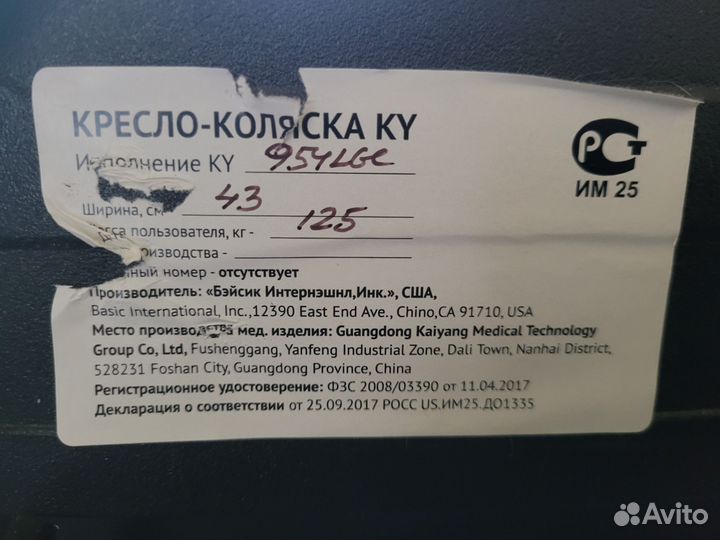 КРЕСЛО-КОЛЯСКА KY
Исполнение KY 954LGC
Ширина, см 43
пользователя, кг - 125
изводства -
номер - отсутствует
Производитель: «Бэйсик Интернэшнл,Инк.», США,
Basic International, Inc.,12390 East End Ave., Chino,CA 91710, USA
Место производства мед. изделия: Guangdong Kaiyang Medical Technology
Group Co, Ltd, Fushenggang, Yanfeng Industrial Zone, Dali Town, Nanhai District,
528231 Foshan City, Guangdong Province, China
Регистрационное удостоверение: ФЗС 2008/03390 от 11.04.2017
Декларация о соответствии от 25.09.2017 РОСС US.ИМ25.ДО1335
РСТ
ИМ 25
Avito